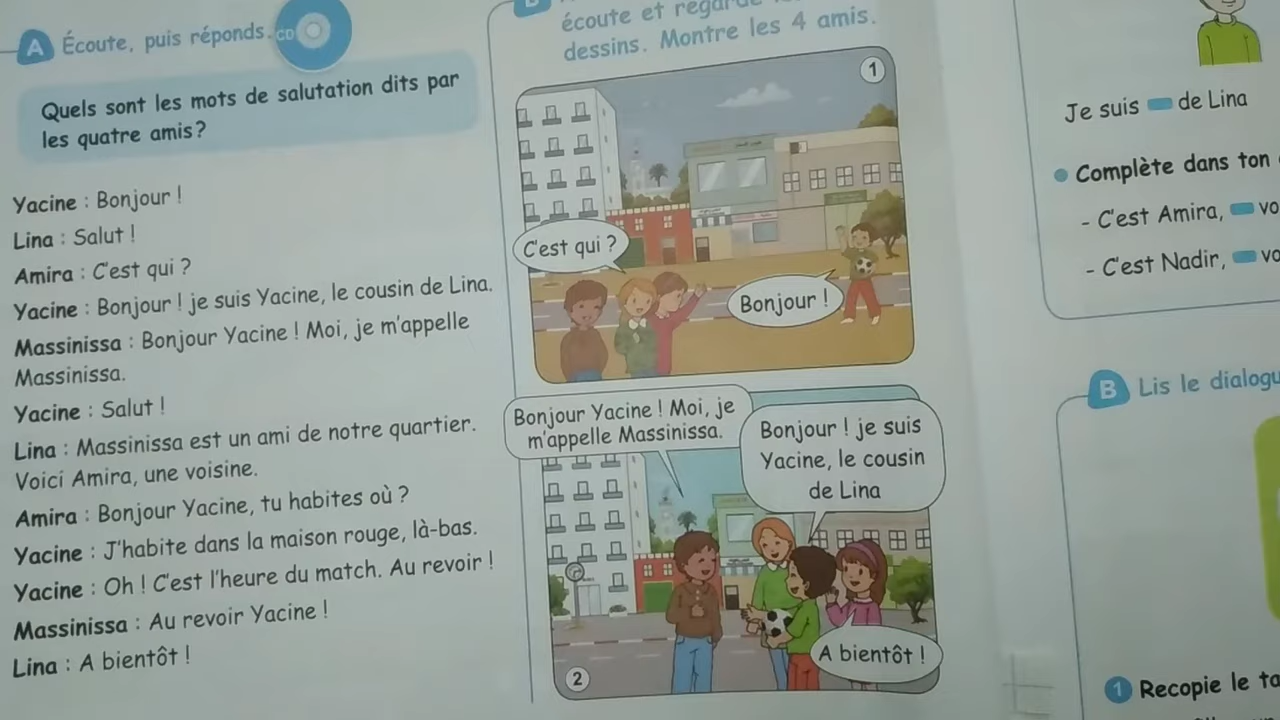 A Écoute, puis réponds. CD
Quels sont les mots de salutation dits par
les quatre amis?
Yacine : Bonjour !
Lina : Salut !
Amira : C'est qui ?
Yacine : Bonjour ! je suis Yacine, le cousin de Lina.
Massinissa : Bonjour Yacine ! Moi, je m'appelle
Massinissa.
Yacine : Salut !
Lina : Massinissa est un ami de notre quartier.
Voici Amira, une voisine.
Amira : Bonjour Yacine, tu habites où ?
Yacine : J'habite dans la maison rouge, là-bas.
Yacine : Oh ! C'est l'heure du match. Au revoir !
Massinissa : Au revoir Yacine !
Lina : A bientôt !
écoute et regarde
dessins. Montre les 4 amis.
1
C'est qui ?
Bonjour !
Bonjour Yacine ! Moi, je
m'appelle Massinissa.
Bonjour ! je suis
Yacine, le cousin
de Lina
A bientôt !
2
Je suis de Lina
Complète dans ton
- C'est Amira, vo
- C'est Nadir, vo
B Lis le dialogu
1 Recopie le ta